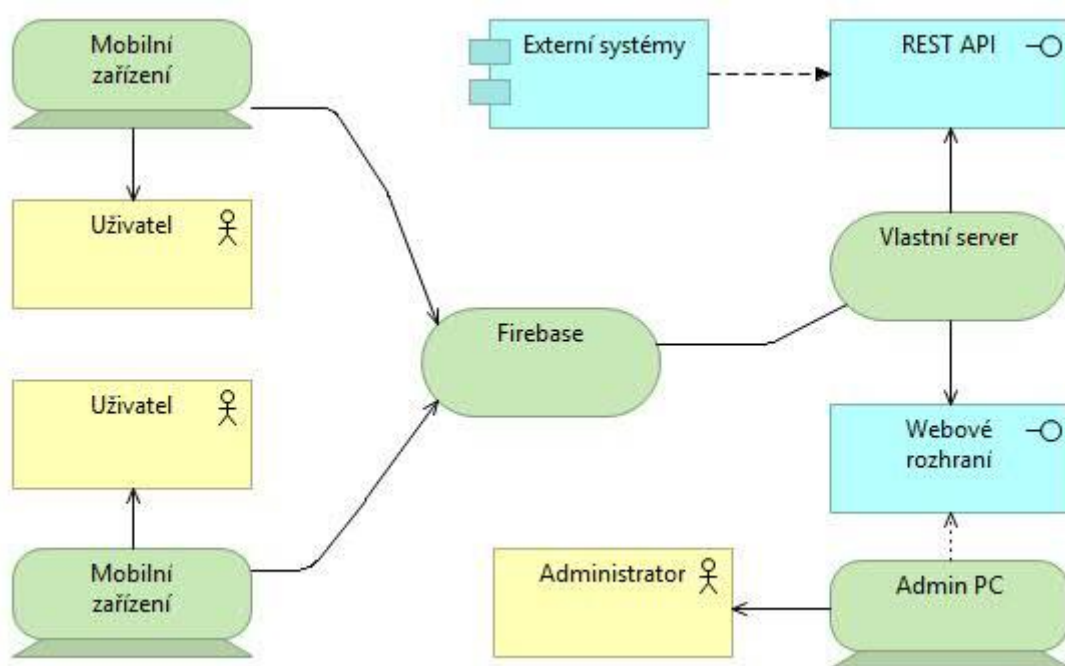 Mobilní
zařízení
Externí systémy
REST API
Uživatel
Vlastní server
Firebase
Uživatel
Webové
rozhraní
Mobilní
zařízení
Administrator
Admin PC